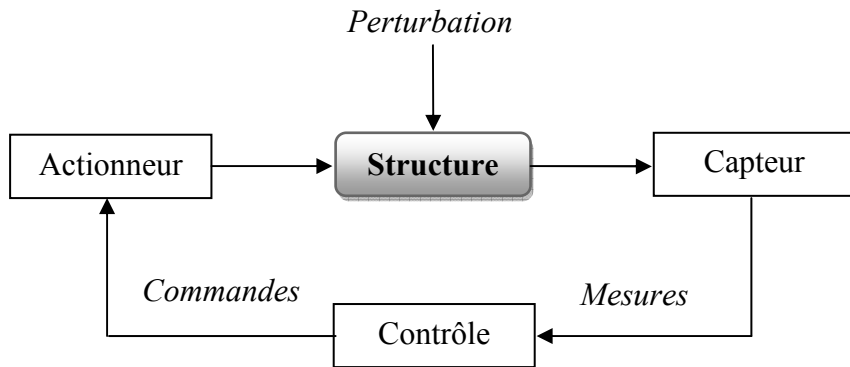 Perturbation
Actionneur
Structure
Capteur
Commandes
Mesures
Contrôle